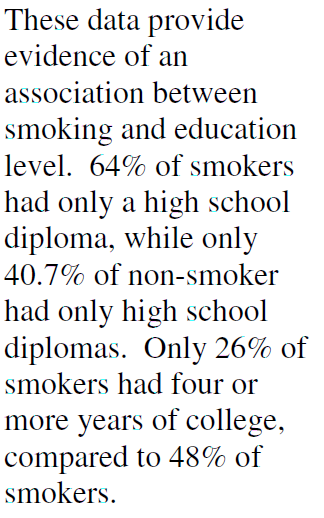 These data provide
evidence of an
association between
smoking and education
level.  64% of smokers
had only a high school
diploma, while only
40.7% of non-smoker
had only high school
diplomas.  Only 26% of
smokers had four or
more years of college,
compared to 48% of
smokers.